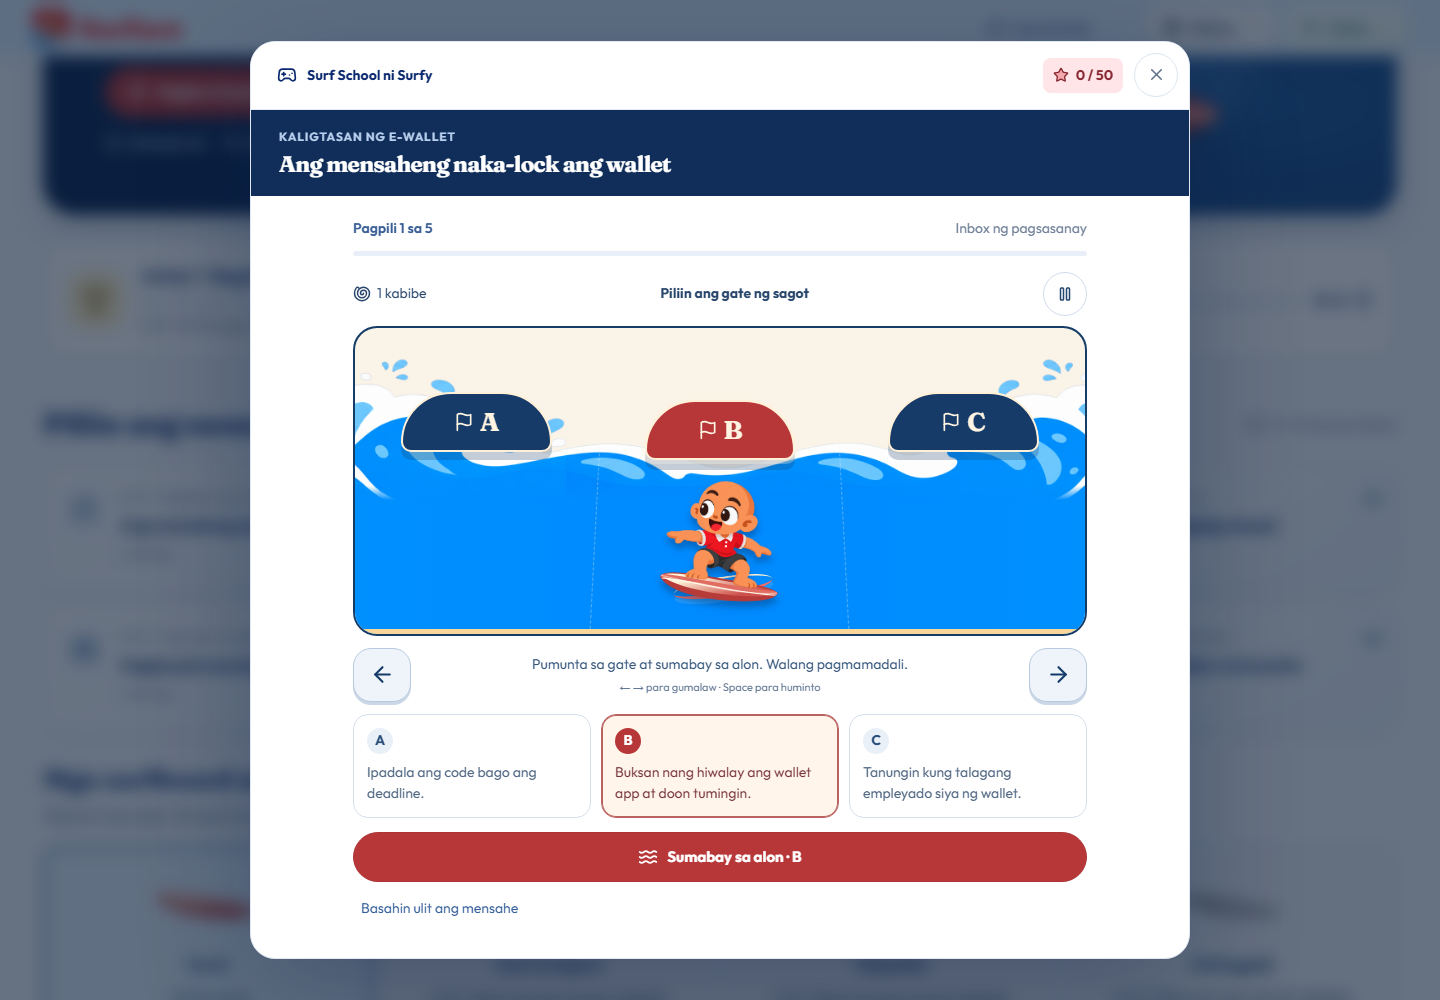 Surf School ni Surfy
0 / 50
KALIGTASAN NG E-WALLET
Ang mensaheng naka-lock ang wallet
Pagpili 1 sa 5
Inbox ng pagsasanay
1 kabibe
Piliin ang gate ng sagot
A
B
C
Pumunta sa gate at sumabay sa alon. Walang pagmamadali.
←→ para gumalaw · Space para huminto
A
Ipadala ang code bago ang
deadline.
B
Buksan nang hiwalay ang wallet
app at doon tumingin.
C
Tanungin kung talagang
empleyado siya ng wallet.
Sumabay sa alon · B
Basahin ulit ang mensahe